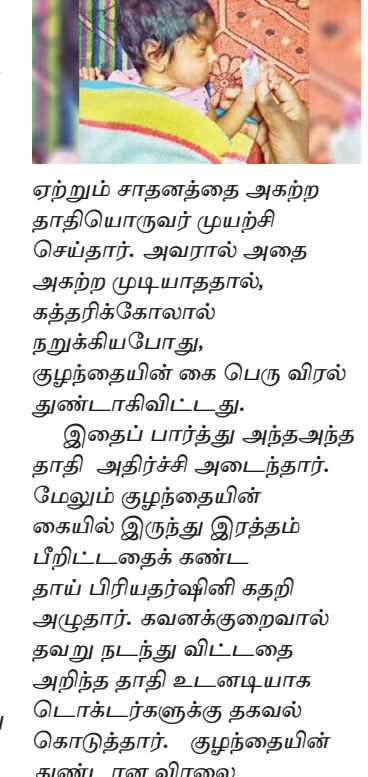 ஏற்றும் சாதனத்தை அகற்ற
தாதியொருவர் முயற்சி
செய்தார். அவரால் அதை
அகற்ற முடியாததால்,
கத்தரிக்கோலால்
நறுக்கியபோது,
குழந்தையின் கை பெரு விரல்
துண்டாகிவிட்டது.
இதைப் பார்த்து அந்தஅந்த
தாதி அதிர்ச்சி அடைந்தார்.
மேலும் குழந்தையின்
கையில் இருந்து இரத்தம்
பீறிட்டதைக் கண்ட
தாய் பிரியதர்ஷினி கதறி
அழுதார். கவனக்குறைவால்
தவறு நடந்து விட்டதை
அறிந்த தாதி உடனடியாக
டொக்டர்களுக்கு தகவல்
கொடுத்தார். குழந்தையின்
துண்டான விரலை